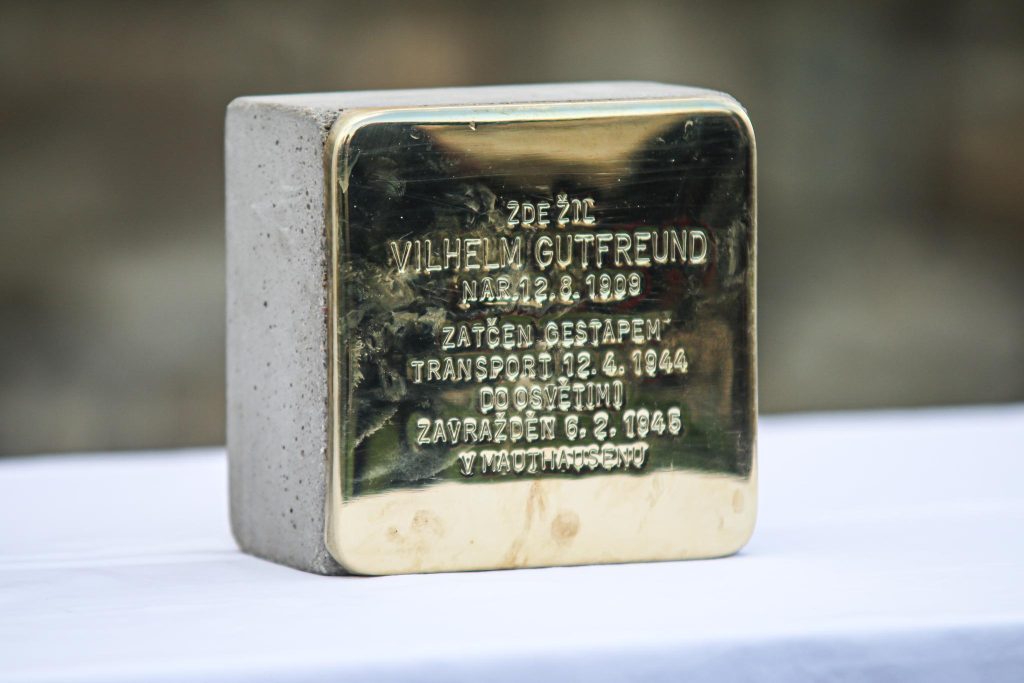 ZDE ŽIL
VILHELM GUTFREUND
NAR. 12. 8. 1909
ZATČEN GESTAPEM
TRANSPORT 12. 4. 1944
DO OSVĚTIMI
ZAVRAŽDĚN 6. 2. 1945
V MAUTHAUSENU